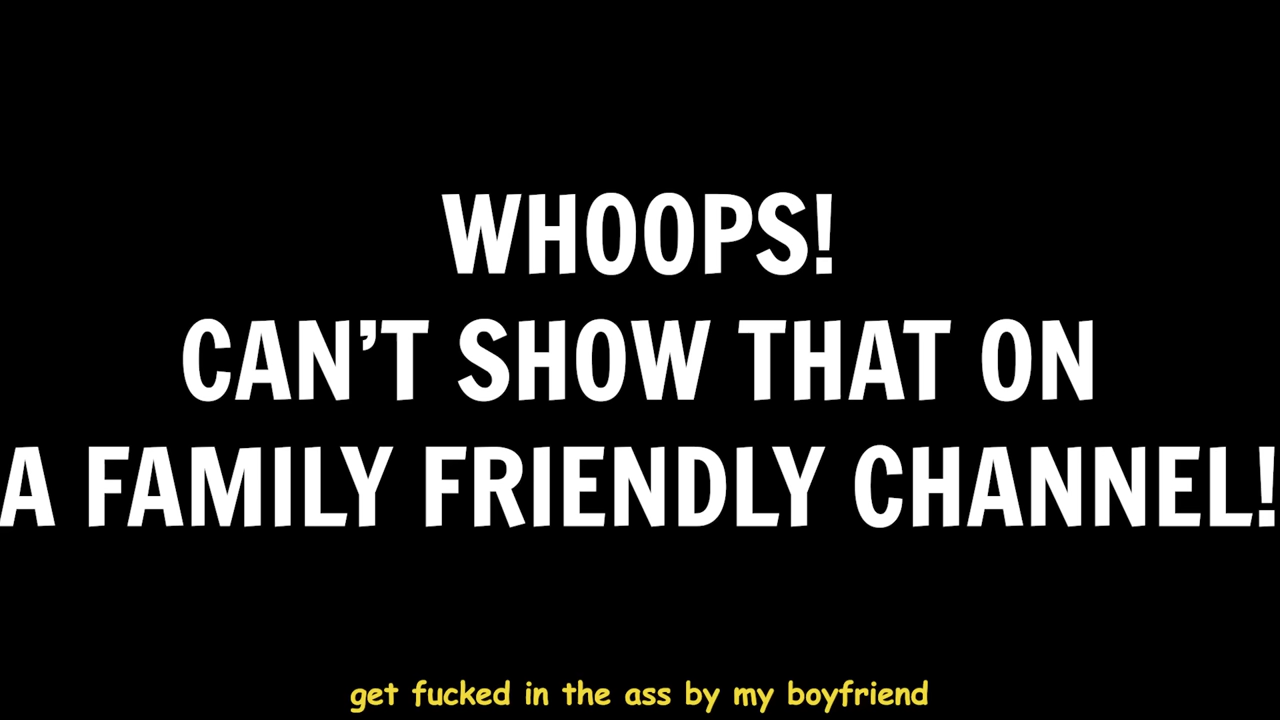 WHOOPS!
CAN’T SHOW THAT ON
A FAMILY FRIENDLY CHANNEL!
get fucked in the ass by my boyfriend